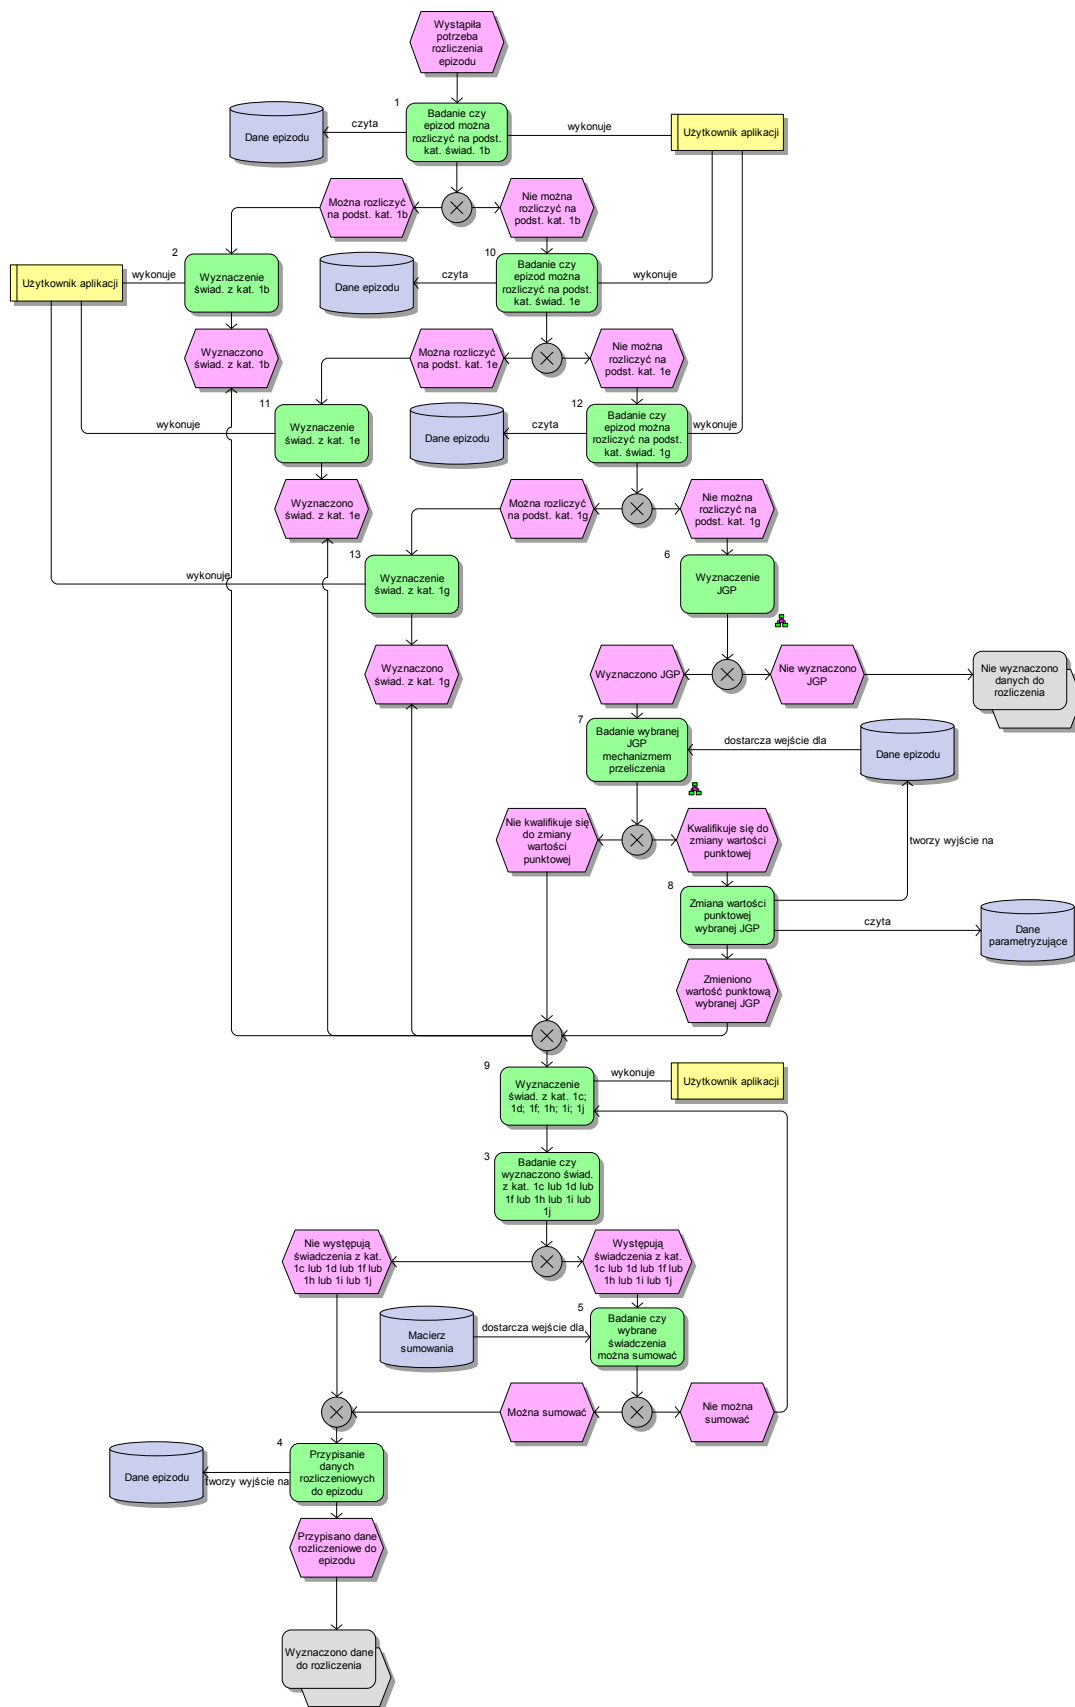 Wystąpiła
potrzeba
rozliczenia
epizodu
1
Badanie czy
epizod można
rozliczyć na podst.
kat. świad. 1b
czyta
Dane epizodu
wykonuje
Użytkownik aplikacji
Można rozliczyć
na podst. kat. 1b
Nie można
rozliczyć na
podst. kat. 1b
2
Wyznaczenie
świad. z kat. 1b
wykonuje
Użytkownik aplikacji
10
Badanie czy
epizod można
rozliczyć na podst.
kat. świad. 1e
czyta
Dane epizodu
wykonuje
Wyznaczono
świad. z kat. 1b
Można rozliczyć
na podst. kat. 1e
Nie można
rozliczyć na
podst. kat. 1e
11
Wyznaczenie
świad. z kat. 1e
wykonuje
12
Badanie czy
epizod można
rozliczyć na podst.
kat. świad. 1g
czyta
Dane epizodu
wykonuje
Wyznaczono
świad. z kat. 1e
Można rozliczyć
na podst. kat. 1g
Nie można
rozliczyć na
podst. kat. 1g
13
Wyznaczenie
świad. z kat. 1g
wykonuje
6
Wyznaczenie
JGP
Wyznaczono
świad. z kat. 1g
Wyznaczono JGP
Nie wyznaczono
JGP
Nie wyznaczono
danych do
rozliczenia
7
Badanie wybranej
JGP
mechanizmem
przeliczenia
dostarcza wejście dla
Dane epizodu
Nie kwalifikuje się
do zmiany
wartości
punktowej
Kwalifikuje się do
zmiany wartości
punktowej
tworzy wyjście na
8
Zmiana wartości
punktowej
wybranej JGP
czyta
Dane
parametryzujące
Zmieniono
wartość punktową
wybranej JGP
9
Wyznaczenie
świad. z kat. 1c;
1d; 1f; 1h; 1i; 1j
wykonuje
Użytkownik aplikacji
3
Badanie czy
wyznaczono świad.
z kat. 1c lub 1d lub
1f lub 1h lub 1i lub
1j
Nie występują
świadczenia z kat.
1c lub 1d lub 1f lub
1h lub 1i lub 1j
Występują
świadczenia z kat.
1c lub 1d lub 1f lub
1h lub 1i lub 1j
5
Badanie czy
wybrane
świadczenia
można sumować
dostarcza wejście dla
Macierz
sumowania
Można sumować
Nie można
sumować
4
Przypisanie
danych
rozliczeniowych
do epizodu
tworzy wyjście na
Dane epizodu
Przypisano dane
rozliczeniowe do
epizodu
Wyznaczono dane
do rozliczenia